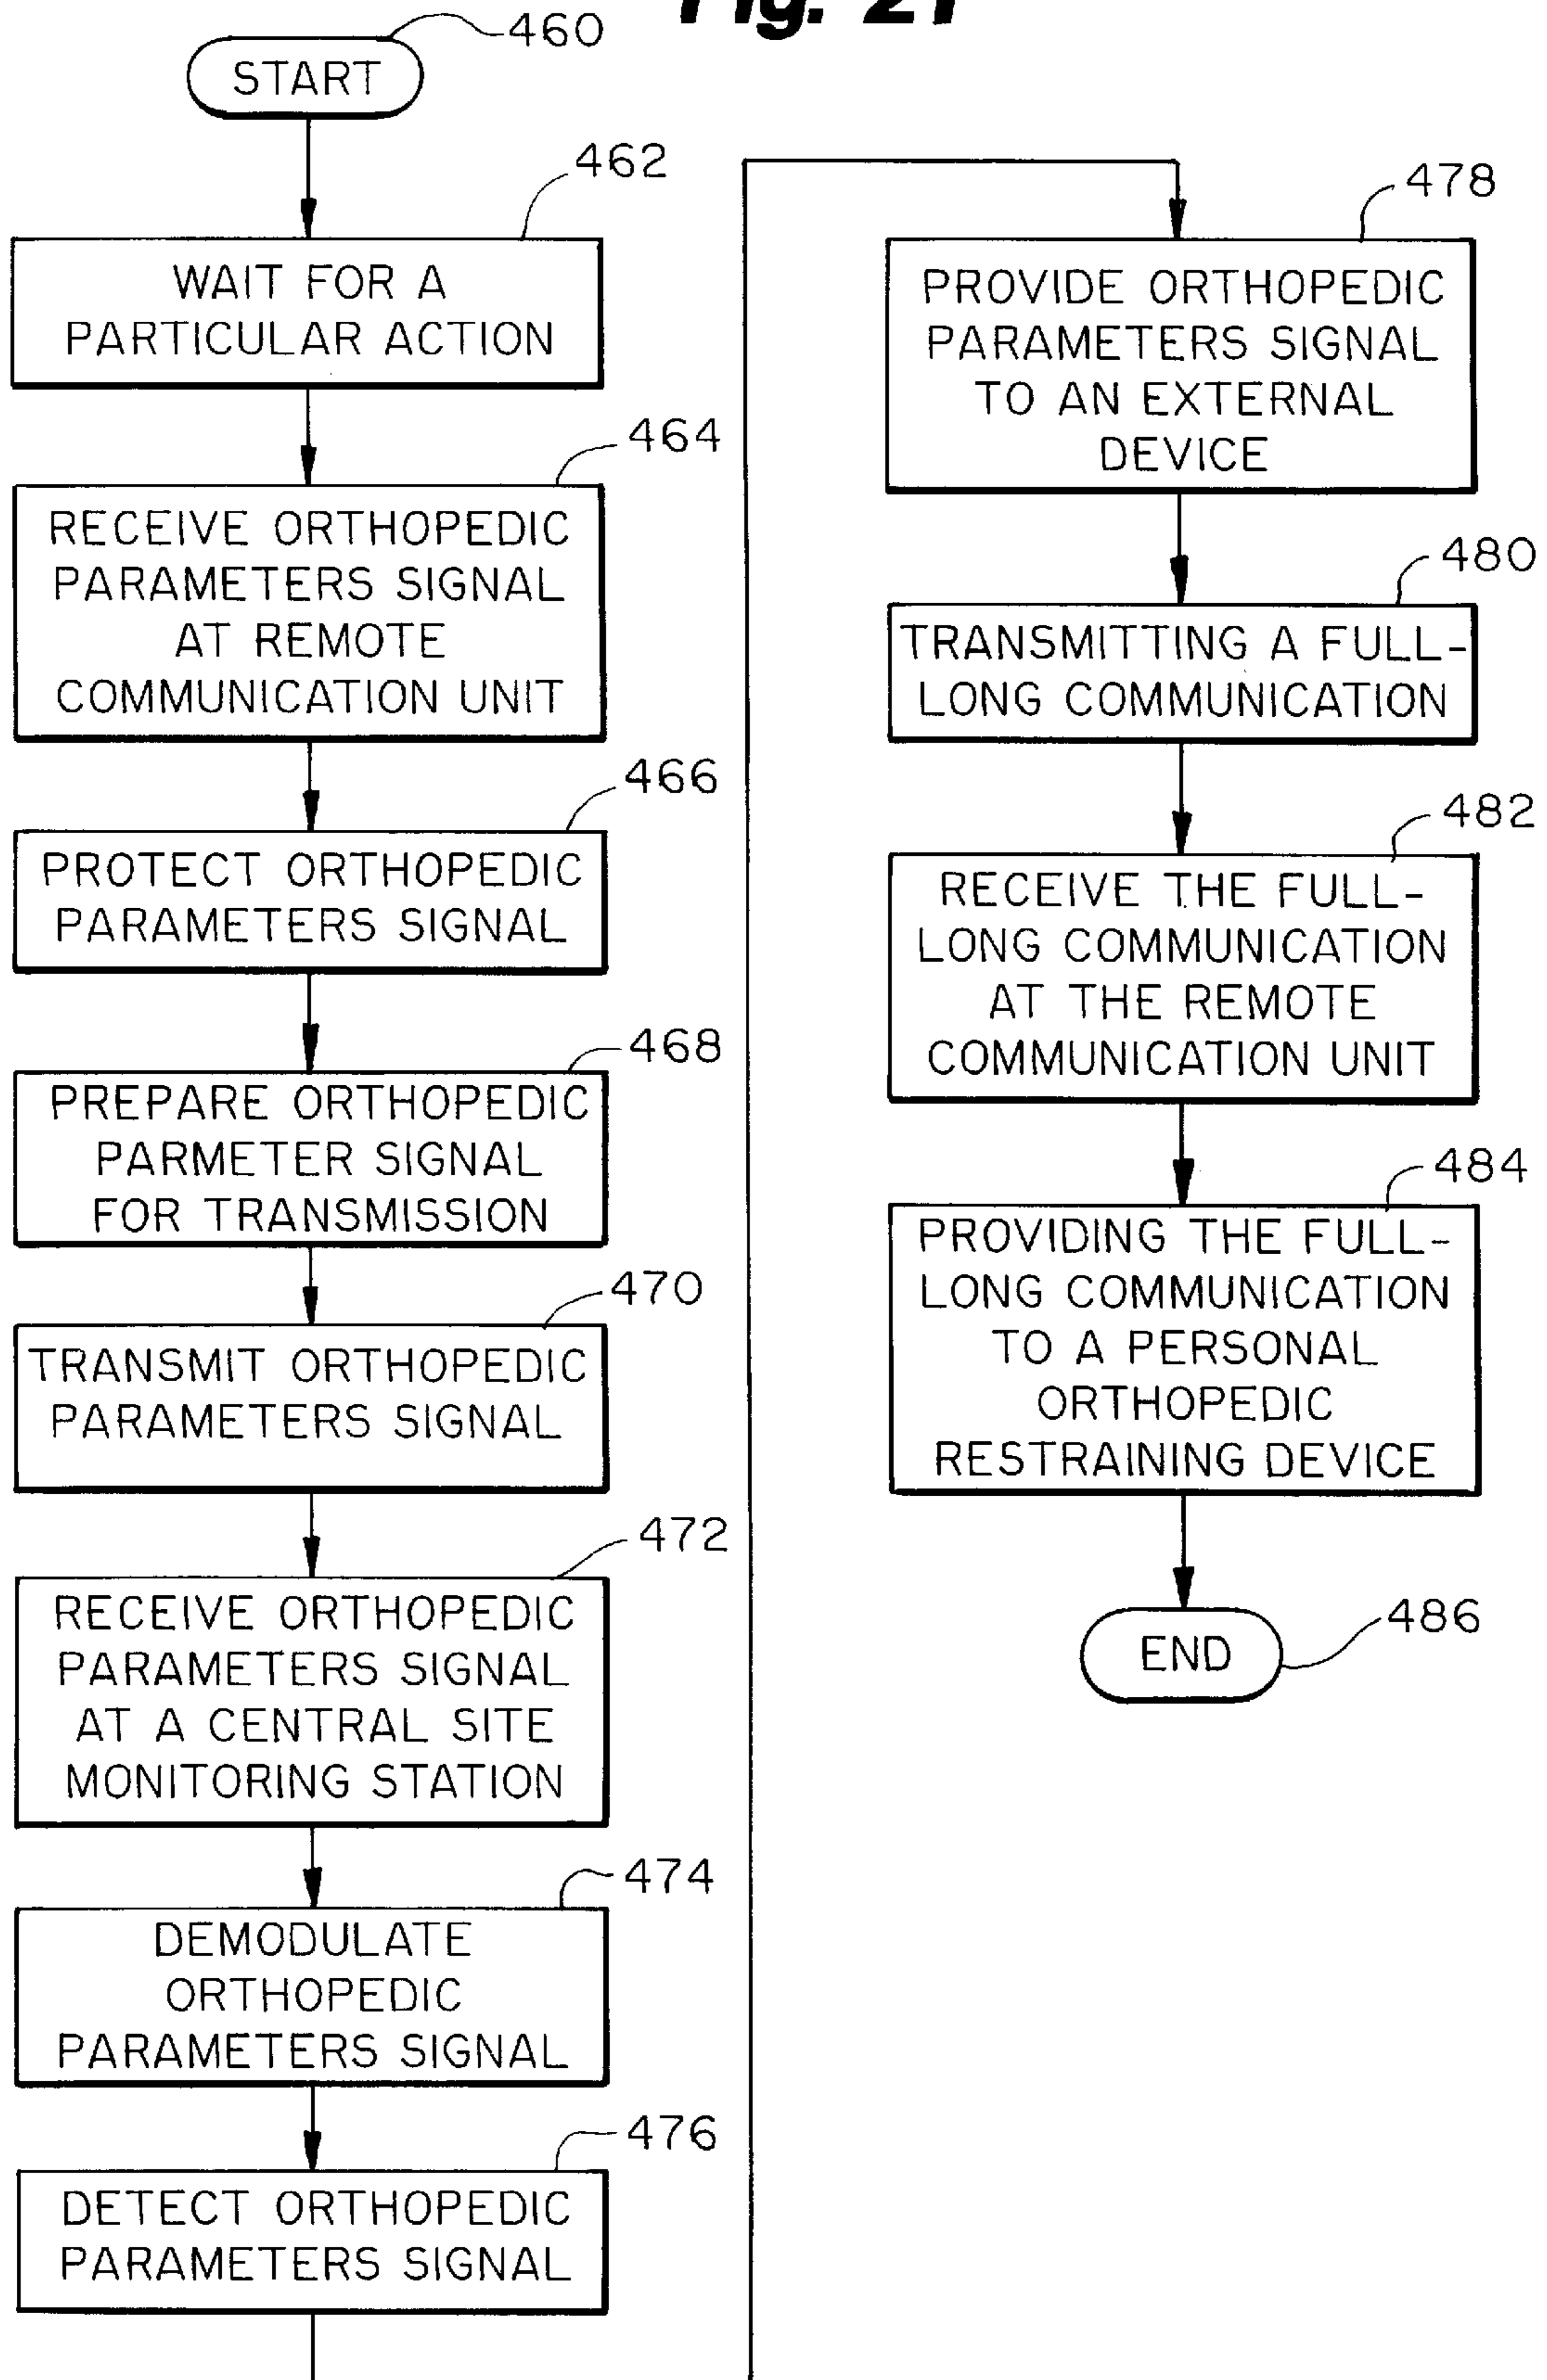 Fig. 21
460
START
462
WAIT FOR A
PARTICULAR ACTION
464
RECEIVE ORTHOPEDIC
PARAMETERS SIGNAL
AT REMOTE
COMMUNICATION UNIT
466
PROTECT ORTHOPEDIC
PARAMETERS SIGNAL
468
PREPARE ORTHOPEDIC
PARMETER SIGNAL
FOR TRANSMISSION
470
TRANSMIT ORTHOPEDIC
PARAMETERS SIGNAL
472
RECEIVE ORTHOPEDIC
PARAMETERS SIGNAL
AT A CENTRAL SITE
MONITORING STATION
474
DEMODULATE
ORTHOPEDIC
PARAMETERS SIGNAL
476
DETECT ORTHOPEDIC
PARAMETERS SIGNAL
478
PROVIDE ORTHOPEDIC
PARAMETERS SIGNAL
TO AN EXTERNAL
DEVICE
480
TRANSMITTING A FULL-
LONG COMMUNICATION
482
RECEIVE THE FULL-
LONG COMMUNICATION
AT THE REMOTE
COMMUNICATION UNIT
484
PROVIDING THE FULL-
LONG COMMUNICATION
TO A PERSONAL
ORTHOPEDIC
RESTRAINING DEVICE
END
486